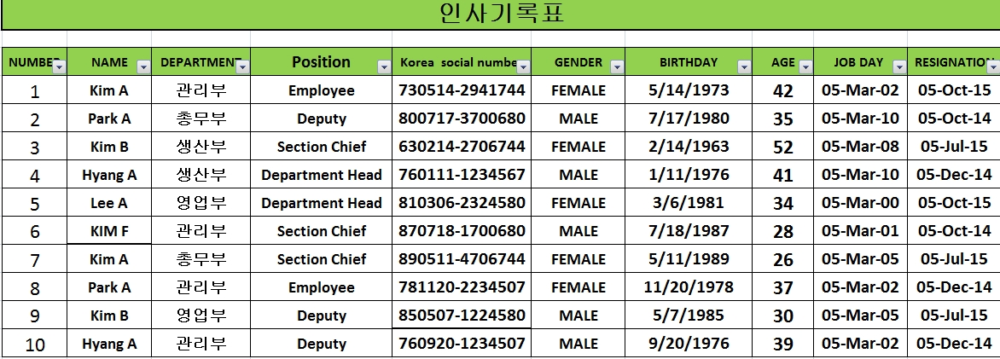 인사기록표
NUMBER NAME DEPARTMENT Position Korea social number GENDER BIRTHDAY AGE JOB DAY RESIGNATION
1 Kim A 관리부 Employee 730514-2941744 FEMALE 5/14/1973 42 05-Mar-02 05-Oct-15
2 Park A 총무부 Deputy 800717-3700680 MALE 7/17/1980 35 05-Mar-10 05-Oct-14
3 Kim B 생산부 Section Chief 630214-2706744 FEMALE 2/14/1963 52 05-Mar-08 05-Jul-15
4 Hyang A 생산부 Department Head 760111-1234567 MALE 1/11/1976 41 05-Mar-10 05-Dec-14
5 Lee A 영업부 Department Head 810306-2324580 FEMALE 3/6/1981 34 05-Mar-00 05-Oct-15
6 KIM F 관리부 Section Chief 870718-1700680 MALE 7/18/1987 28 05-Mar-01 05-Oct-14
7 Kim A 총무부 Section Chief 890511-4706744 FEMALE 5/11/1989 26 05-Mar-05 05-Jul-15
8 Park A 관리부 Employee 781120-2234507 FEMALE 11/20/1978 37 05-Mar-02 05-Dec-14
9 Kim B 영업부 Deputy 850507-1224580 MALE 5/7/1985 30 05-Mar-05 05-Jul-15
10 Hyang A 관리부 Deputy 760920-1234507 MALE 9/20/1976 39 05-Mar-02 05-Dec-14